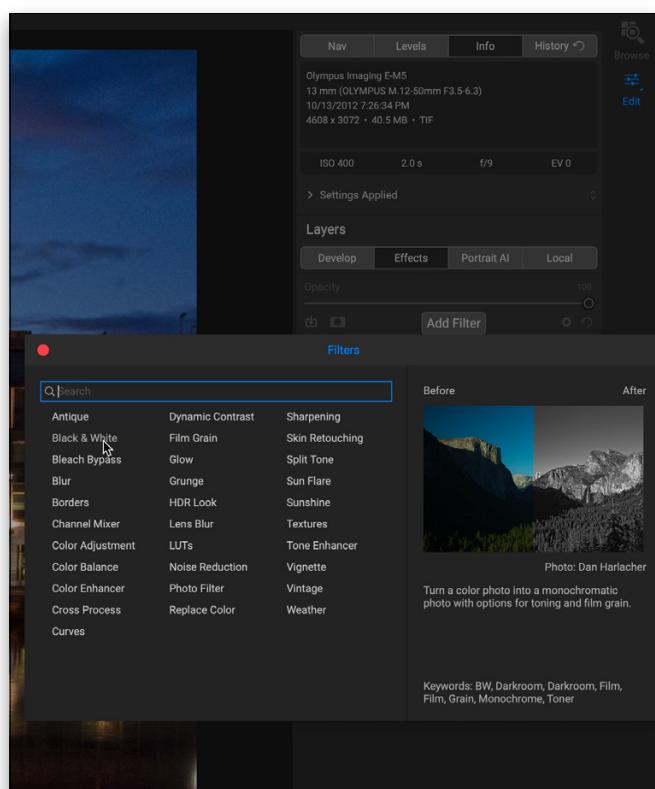 Nav Levels Info History
Browse
Edit
Olympus Imaging E-M5
13 mm (OLYMPUS M.12-50mm F3.5-6.3)
10/13/2012 7:26:34 PM
4608 x 3072 • 40.5 MB • TIF
ISO 400 2.0 s f/9 EV 0
Settings Applied
Layers
Develop Effects Portrait AI Local
Opacity 100
Add Filter
Filters
Search
Antique Dynamic Contrast Sharpening
Black & White Film Grain Skin Retouching
Bleach Bypass Glow Split Tone
Blur Grunge Sun Flare
Borders HDR Look Sunshine
Channel Mixer Lens Blur Textures
Color Adjustment LUTs Tone Enhancer
Color Balance Noise Reduction Vignette
Color Enhancer Photo Filter Vintage
Cross Process Replace Color Weather
Curves
Before After
Photo: Dan Harlacher
Turn a color photo into a monochromatic
photo with options for toning and film grain.
Keywords: BW, Darkroom, Darkroom, Film,
Film, Grain, Monochrome, Toner